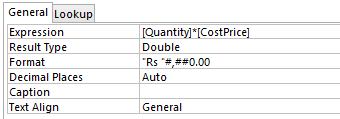 General Lookup
Expression [Quantity]*[CostPrice]
Result Type Double
Format "Rs "#,##0.00
Decimal Places Auto
Caption
Text Align General